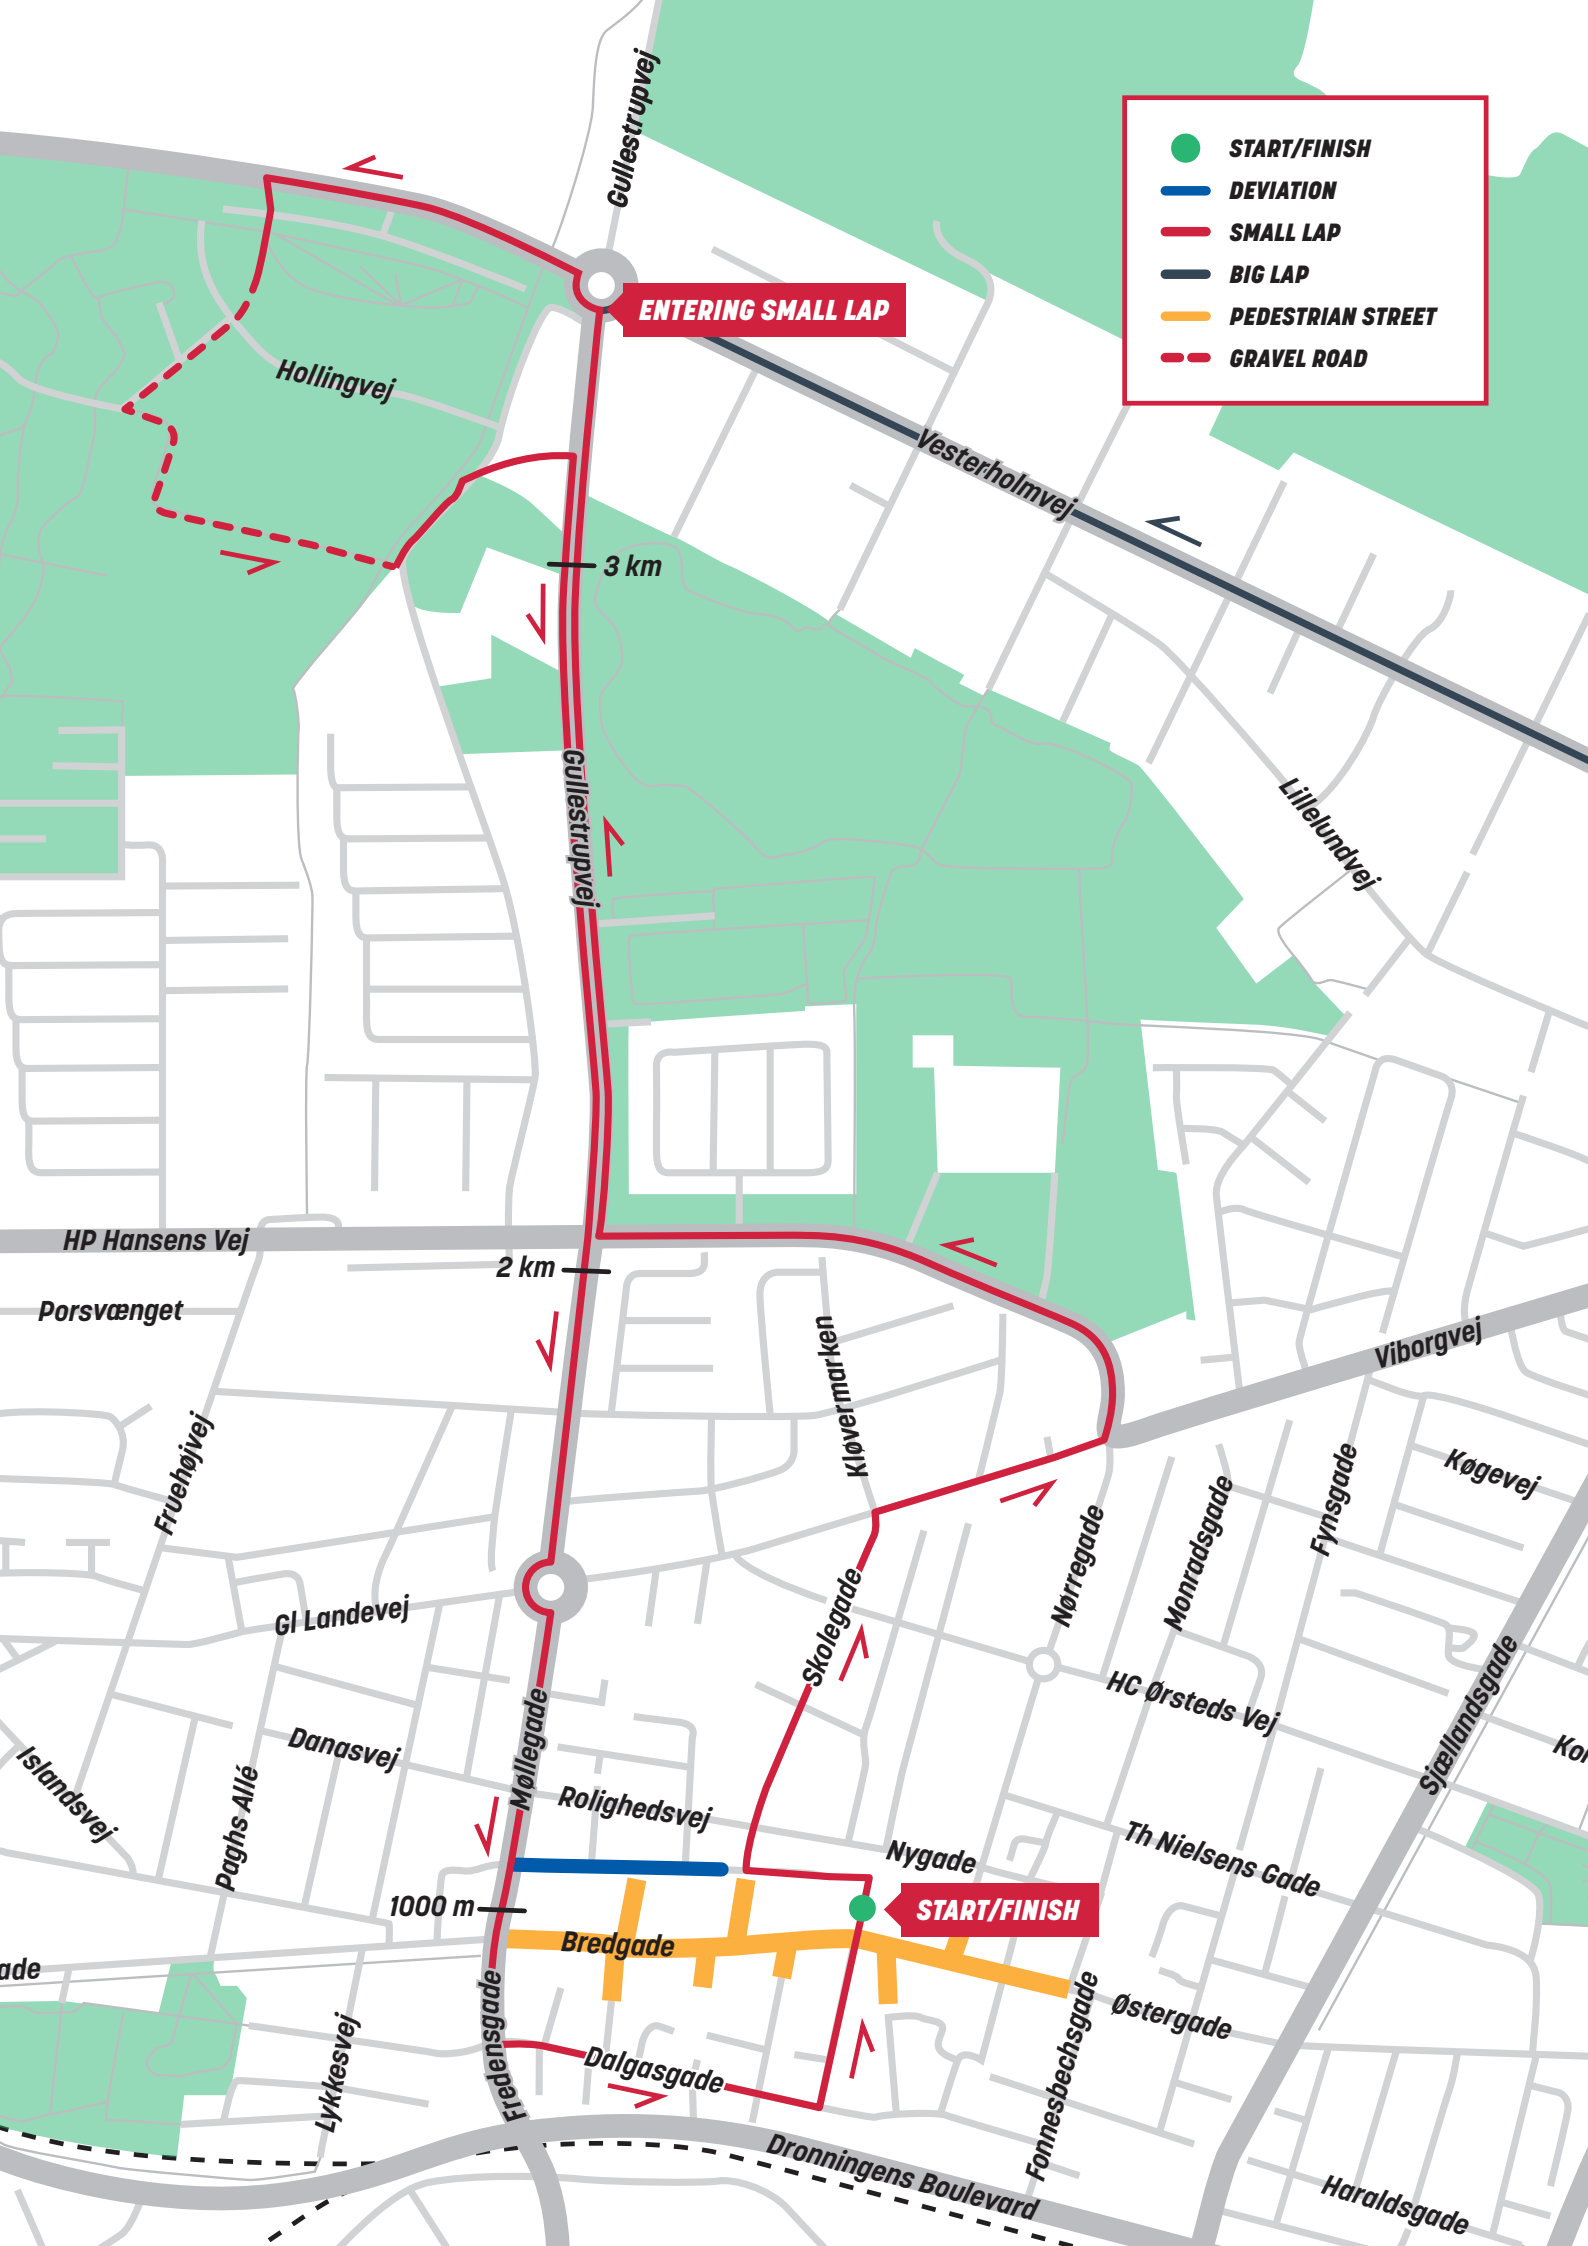 Gullestrupvej
START/FINISH
DEVIATION
SMALL LAP
BIG LAP
PEDESTRIAN STREET
GRAVEL ROAD
ENTERING SMALL LAP
Hollingvej
Vesterholmvej
3 km
Gullestrupvej
Lillelundvej
HP Hansens Vej
2 km
Porsvænget
Viborgvej
Kløvermarken
Fruehøjvej
Køgevej
Fynsgade
Monradsgade
Nørregade
Gl Landevej
Skolegade
HC Ørsteds Vej
Sjællandsgade
Møllegade
Danasvej
Islandsvej
Paghs Allé
Rolighedsvej
Kor
Nygade
Th Nielsens Gade
1000 m
START/FINISH
Bredgade
ade
Østergade
Fredensgade
Lykkesvej
Dalgasgade
Fonnesbechsgade
Dronningens Boulevard
Haraldsgade